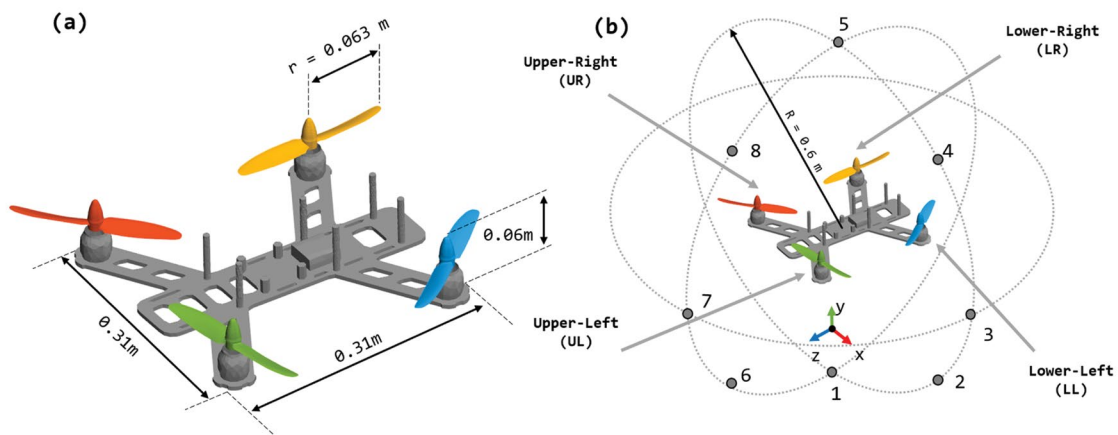 (a)
r = 0.063 m
0.06m
0.31m
0.31m
(b)
5
Lower-Right
(LR)
Upper-Right
(UR)
R = 0.6 m
8
4
7
3
Upper-Left
(UL)
y
z
x
6
1
2
Lower-Left
(LL)